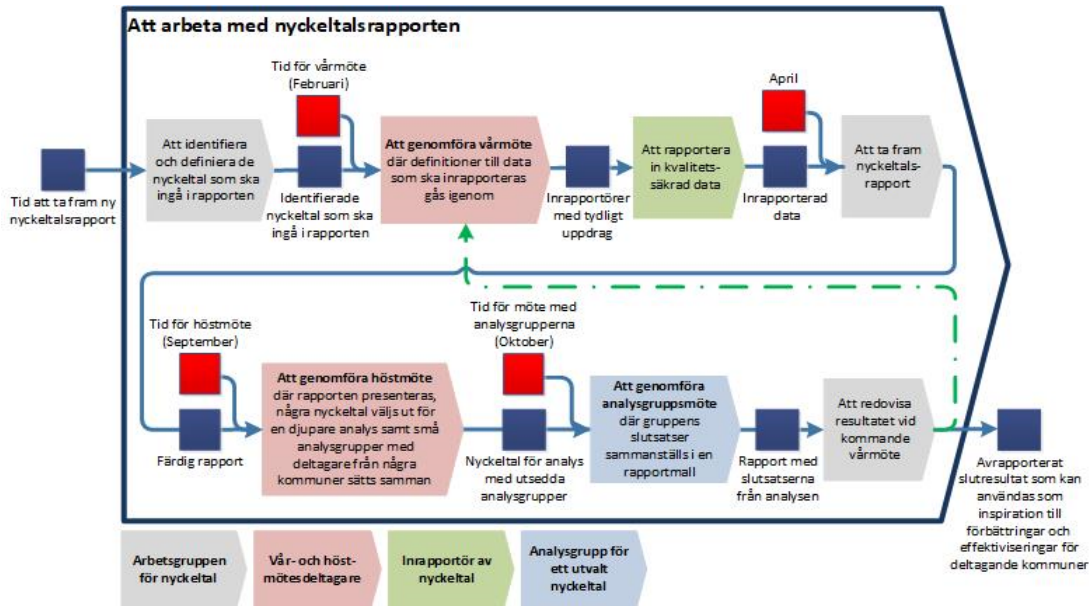 Att arbeta med nyckeltalsrapporten
Tid att ta fram ny
nyckeltalsrapport
Att identifiera
och definiera de
nyckeltal som ska
ingå i rapporten
Tid för vårmöte
(Februari)
Identifierade
nyckeltal som ska
ingå i rapporten
Att genomföra vårmöte
där definitioner till data
som ska inrapporteras
gås igenom
Inrapportörer
med tydligt
uppdrag
Att rapportera
in kvalitets-
säkrad data
April
Inrapporterad
data
Att ta fram
nyckeltals-
rapport
Tid för höstmöte
(September)
Färdig rapport
Att genomföra höstmöte
där rapporten presenteras,
några nyckeltal väljs ut för
en djupare analys samt små
analysgrupper med
deltagare från några
kommuner sätts samman
Tid för möte med
analysgrupperna
(Oktober)
Nyckeltal för analys
med utsedda
analysgrupper
Att genomföra
analysgruppsmöte
där gruppens
slutsatser
sammanställs i en
rapportmall
Rapport med
slutsatserna
från analysen
Att redovisa
resultatet vid
kommande
vårmöte
Avrapporterat
slutresultat som kan
användas som
inspiration till
förbättringar och
effektiviseringar för
deltagande kommuner
Arbetsgruppen
för nyckeltal
Vår- och höst-
mötesdeltagare
Inrapportör av
nyckeltal
Analysgrupp för
ett utvalt
nyckeltal